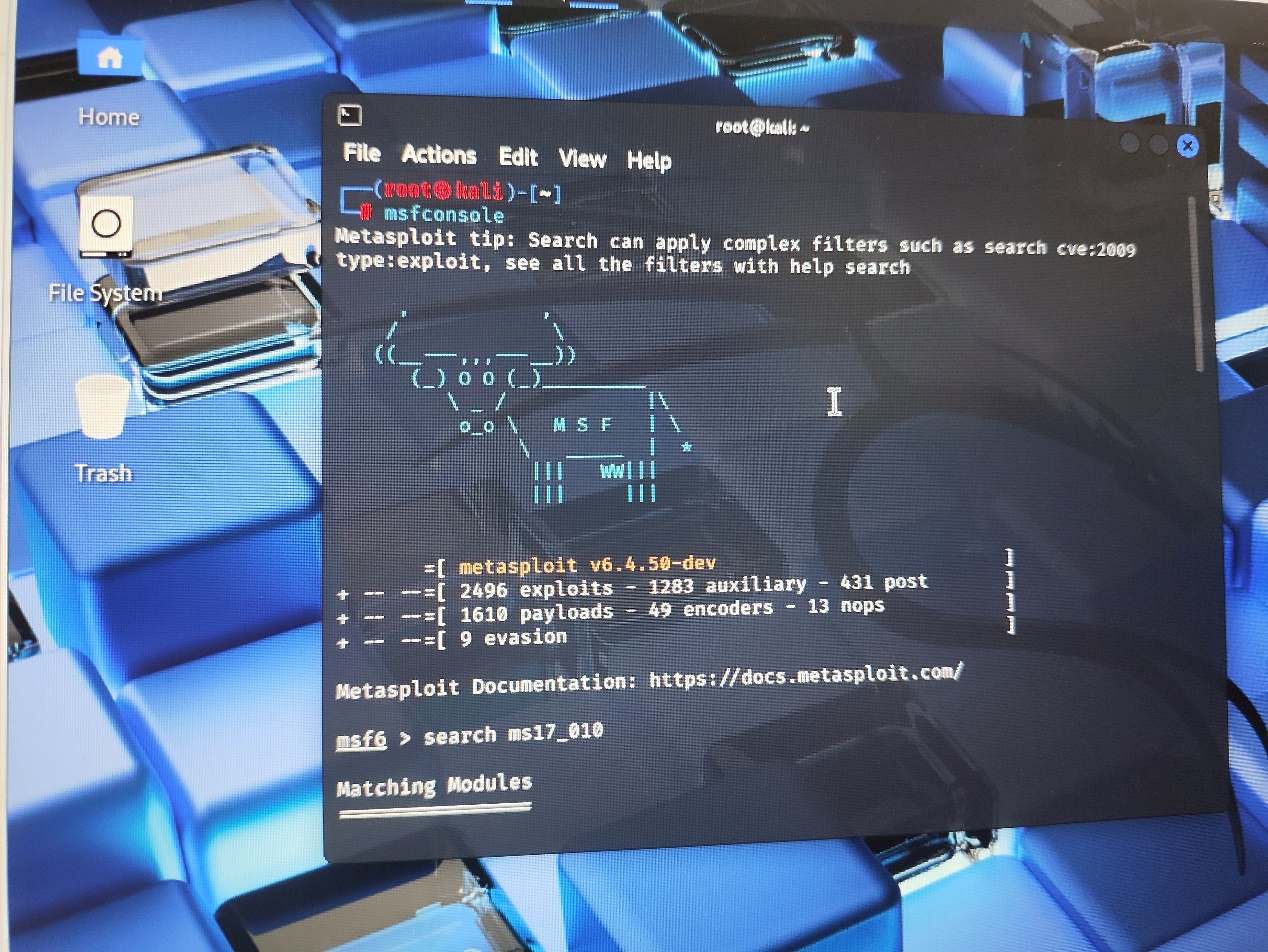 Home
File System
Trash
root@kali: ~
File Actions Edit View Help
(root㉿kali)-[~]
# msfconsole
Metasploit tip: Search can apply complex filters such as search cve:2009
type:exploit, see all the filters with help search
M S F
=[ metasploit v6.4.50-dev ]
+ -- --=[ 2496 exploits - 1283 auxiliary - 431 post ]
+ -- --=[ 1610 payloads - 49 encoders - 13 nops ]
+ -- --=[ 9 evasion ]
Metasploit Documentation: https://docs.metasploit.com/
msf6 > search ms17_010
Matching Modules